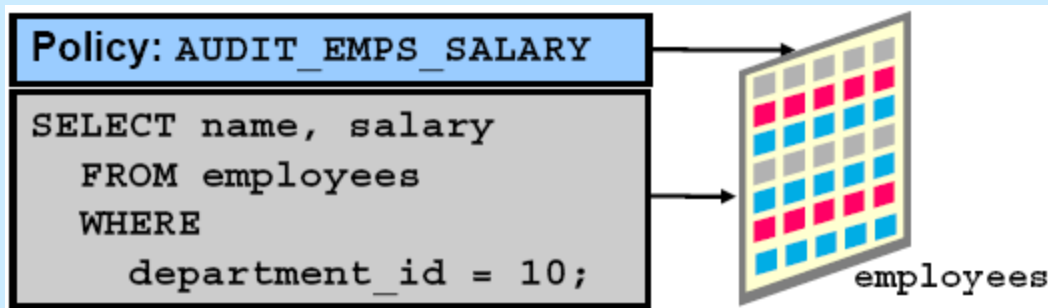 Policy: AUDIT_EMPS_SALARY
SELECT name, salary
FROM employees
WHERE
department_id = 10;
employees